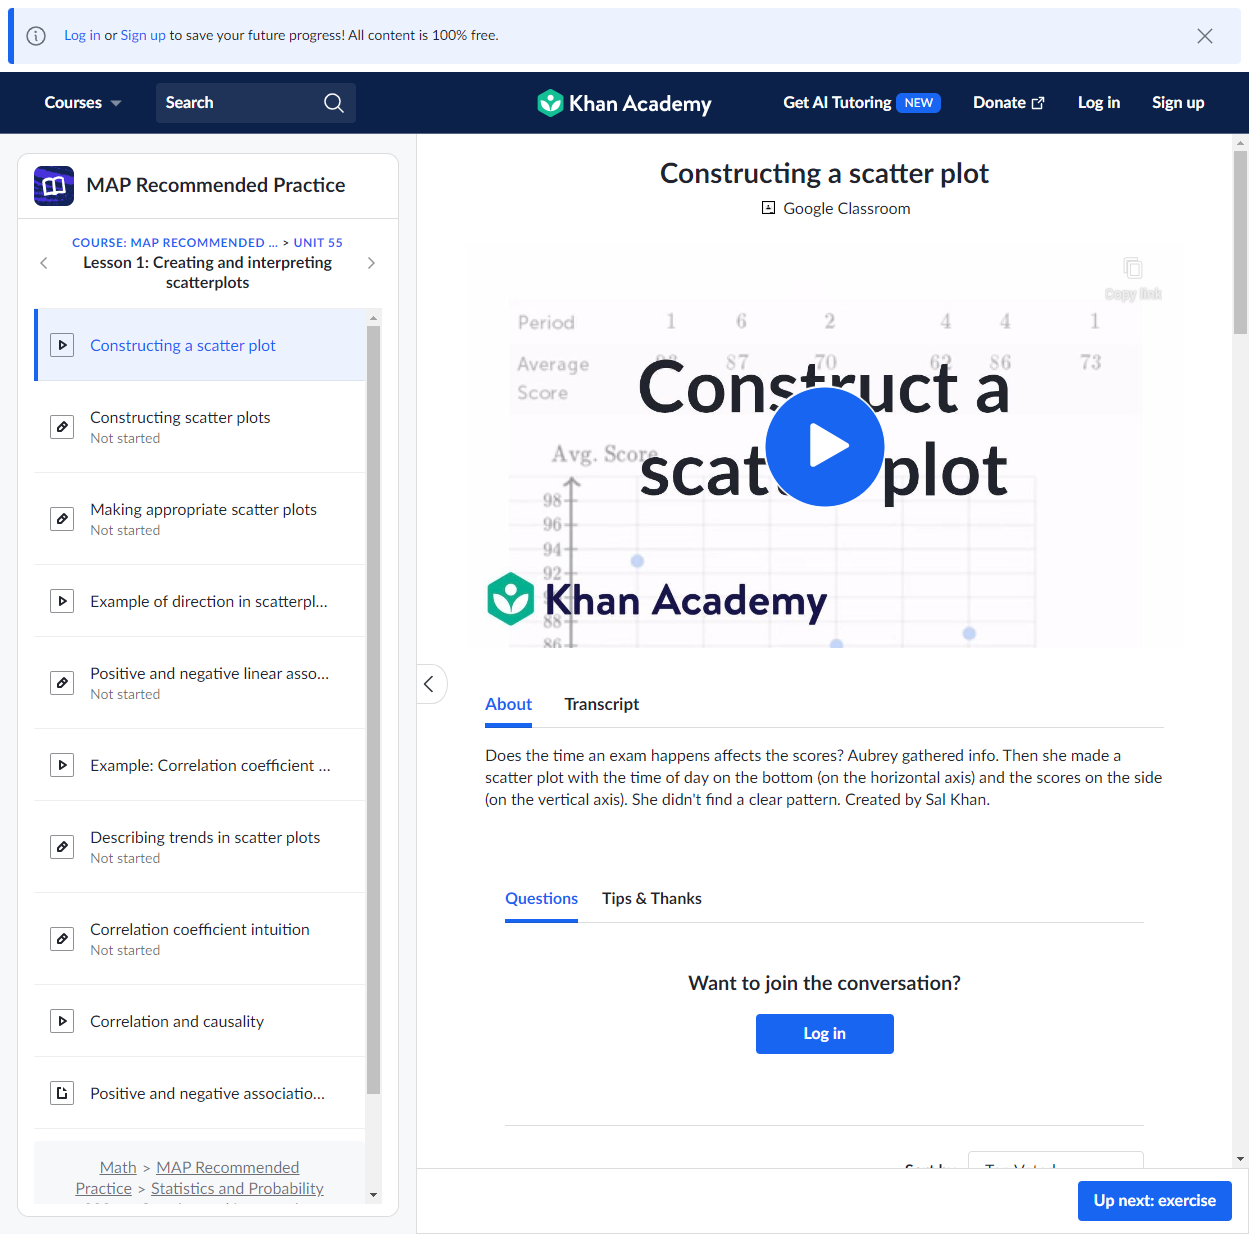 Log in or Sign up to save your future progress! All content is 100% free.
Courses
Search
Khan Academy
Get AI Tutoring NEW
Donate
Log in
Sign up
MAP Recommended Practice
COURSE: MAP RECOMMENDED ... > UNIT 55
Lesson 1: Creating and interpreting
scatterplots
Constructing a scatter plot
Constructing scatter plots
Not started
Making appropriate scatter plots
Not started
Example of direction in scatterpl...
Positive and negative linear asso...
Not started
Example: Correlation coefficient ...
Describing trends in scatter plots
Not started
Correlation coefficient intuition
Not started
Correlation and causality
Positive and negative associatio...
Math > MAP Recommended
Practice > Statistics and Probability
Constructing a scatter plot
Google Classroom
Copy link
Period 1 6 2 4 4 1
Average 87 70 62 86 73
Score
Construct a
scatter plot
Avg. Score
98
96
94
92
88
86
Khan Academy
About
Transcript
Does the time an exam happens affects the scores? Aubrey gathered info. Then she made a
scatter plot with the time of day on the bottom (on the horizontal axis) and the scores on the side
(on the vertical axis). She didn't find a clear pattern. Created by Sal Khan.
Questions
Tips & Thanks
Want to join the conversation?
Log in
Up next: exercise